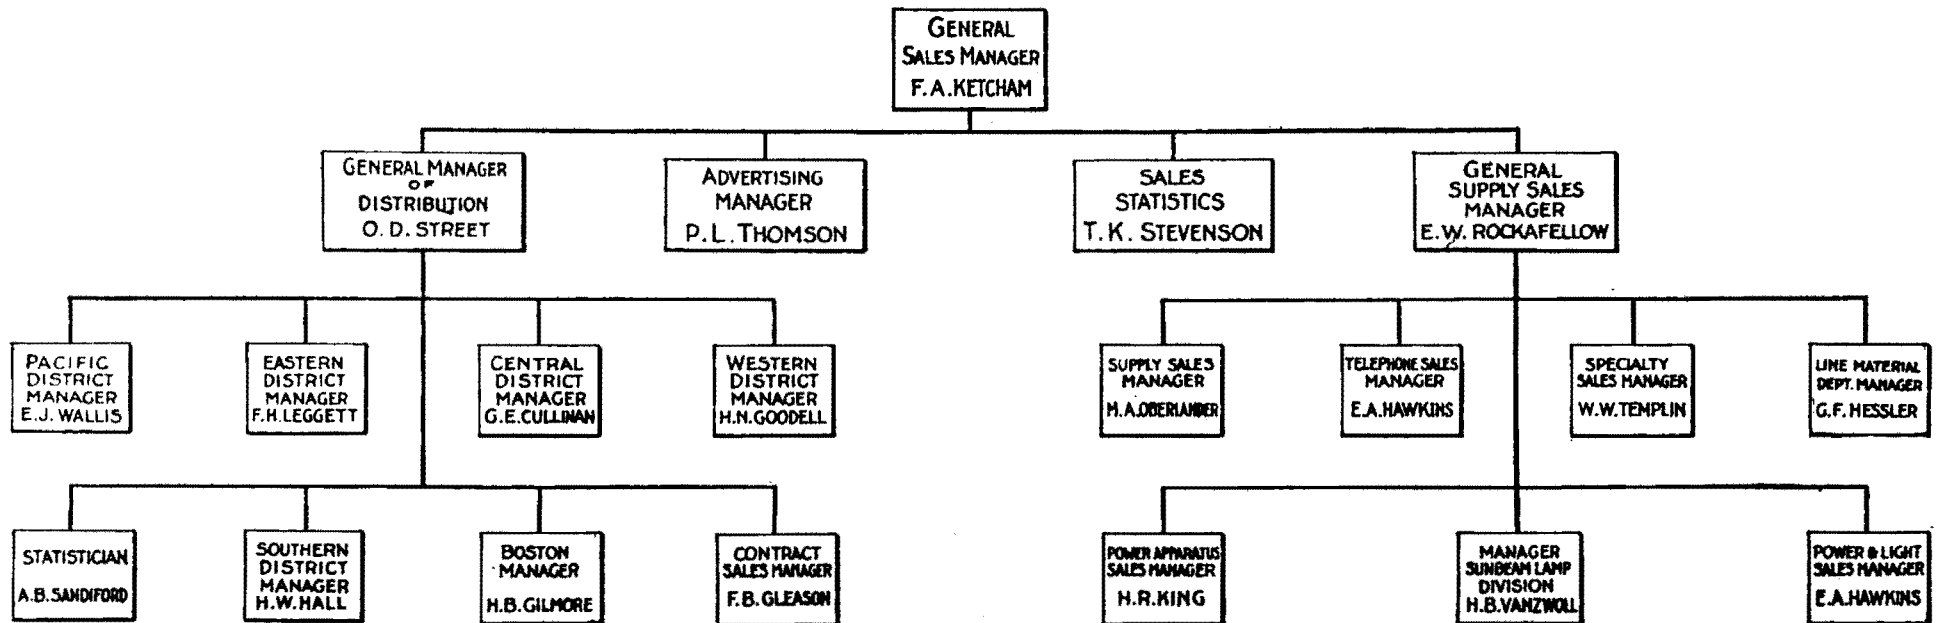 GENERAL
SALES MANAGER
F. A. KETCHAM
GENERAL MANAGER
OF
DISTRIBUTION
O. D. STREET
ADVERTISING
MANAGER
P. L. THOMSON
SALES
STATISTICS
T. K. STEVENSON
GENERAL
SUPPLY SALES
MANAGER
E. W. ROCKAFELLOW
PACIFIC
DISTRICT
MANAGER
E. J. WALLIS
EASTERN
DISTRICT
MANAGER
F. H. LEGGETT
CENTRAL
DISTRICT
MANAGER
G. E. CULLINAN
WESTERN
DISTRICT
MANAGER
H. N. GOODELL
SUPPLY SALES
MANAGER
M. A. OBERLANDER
TELEPHONE SALES
MANAGER
E. A. HAWKINS
SPECIALTY
SALES MANAGER
W. W. TEMPLIN
LINE MATERIAL
DEPT. MANAGER
G. F. HESSLER
STATISTICIAN
A. B. SANDIFORD
SOUTHERN
DISTRICT
MANAGER
H. W. HALL
BOSTON
MANAGER
H. B. GILMORE
CONTRACT
SALES MANAGER
F. B. GLEASON
POWER APPARATUS
SALES MANAGER
H. R. KING
MANAGER
SUNBEAM LAMP
DIVISION
H. B. VANZWOLL
POWER & LIGHT
SALES MANAGER
E. A. HAWKINS